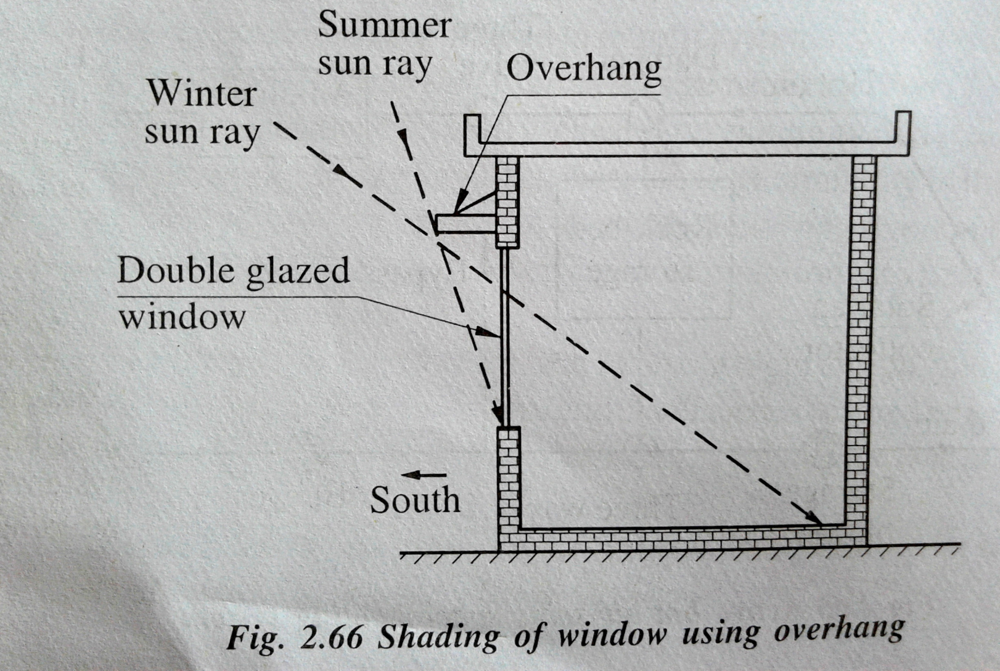 Summer
sun ray
Overhang
Winter
sun ray
Double glazed
window
South
Fig. 2.66 Shading of window using overhang